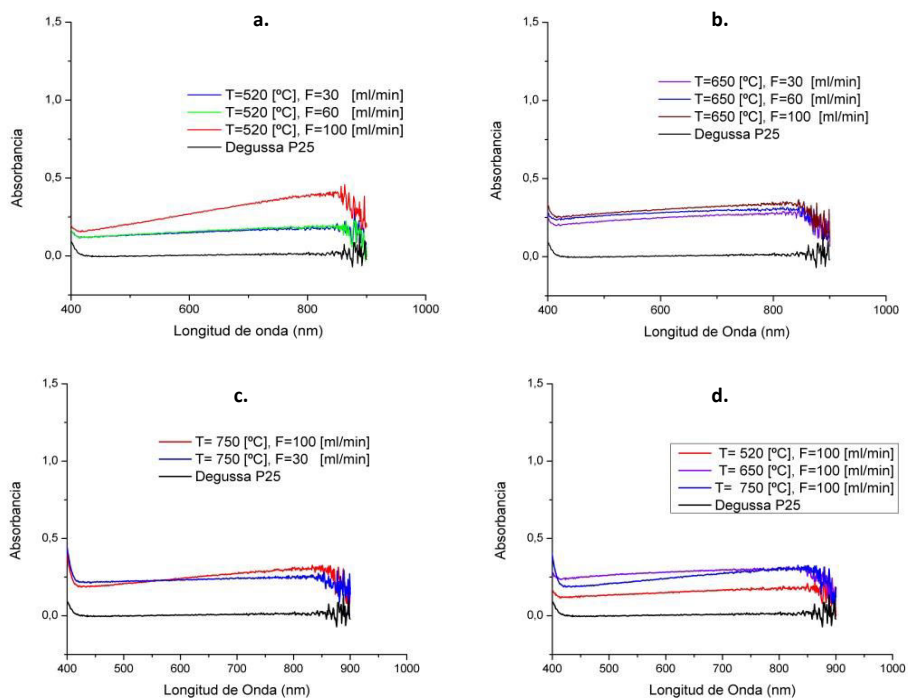 a.
1,5
1,0
0,5
0,0
Absorbancia
T=520 [ºC], F=30 [ml/min]
T=520 [ºC], F=60 [ml/min]
T=520 [ºC], F=100 [ml/min]
Degussa P25
400 600 800 1000
Longitud de onda (nm)
b.
1,5
1,0
0,5
0,0
Absorbancia
T=650 [ºC], F=30 [ml/min]
T=650 [ºC], F=60 [ml/min]
T=650 [ºC], F=100 [ml/min]
Degussa P25
400 600 800 1000
Longitud de Onda (nm)
c.
1,5
1,0
0,5
0,0
Absorbancia
T= 750 [ºC], F=100 [ml/min]
T= 750 [ºC], F=30 [ml/min]
Degussa P25
400 500 600 700 800 900 1000
Longitud de Onda (nm)
d.
1,5
1,0
0,5
0,0
Absorbancia
T= 520 [ºC], F=100 [ml/min]
T= 650 [ºC], F=100 [ml/min]
T= 750 [ºC], F=100 [ml/min]
Degussa P25
400 500 600 700 800 900 1000
Longitud de Onda (nm)